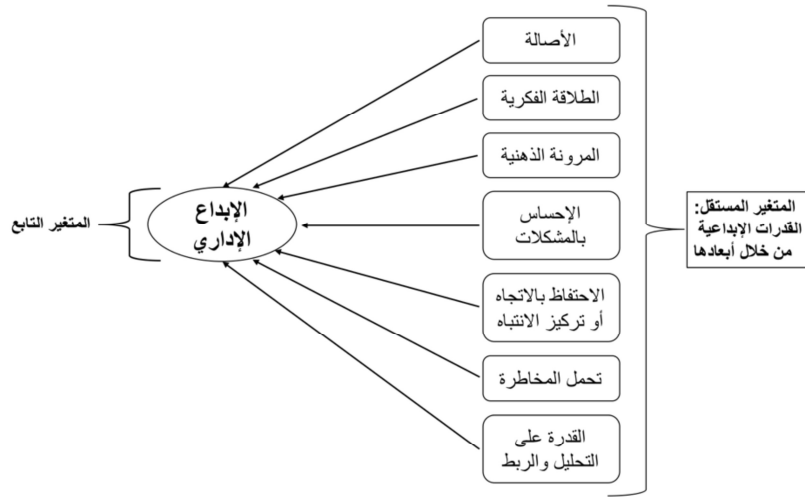 المتغير المستقل:
القدرات الإبداعية
من خلال أبعادها
الأصالة
الطلاقة الفكرية
المرونة الذهنية
الإحساس
بالمشكلات
الاحتفاظ بالاتجاه
أو تركيز الانتباه
تحمل المخاطرة
القدرة على
التحليل والربط
الإبداع
الإداري
المتغير التابع